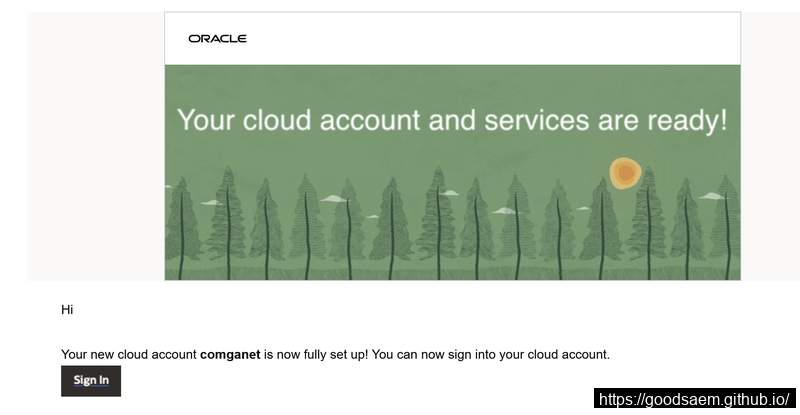 ORACLE
Your cloud account and services are ready!
Hi
Your new cloud account comganet is now fully set up! You can now sign into your cloud account.
Sign In
https://goodsaem.github.io/